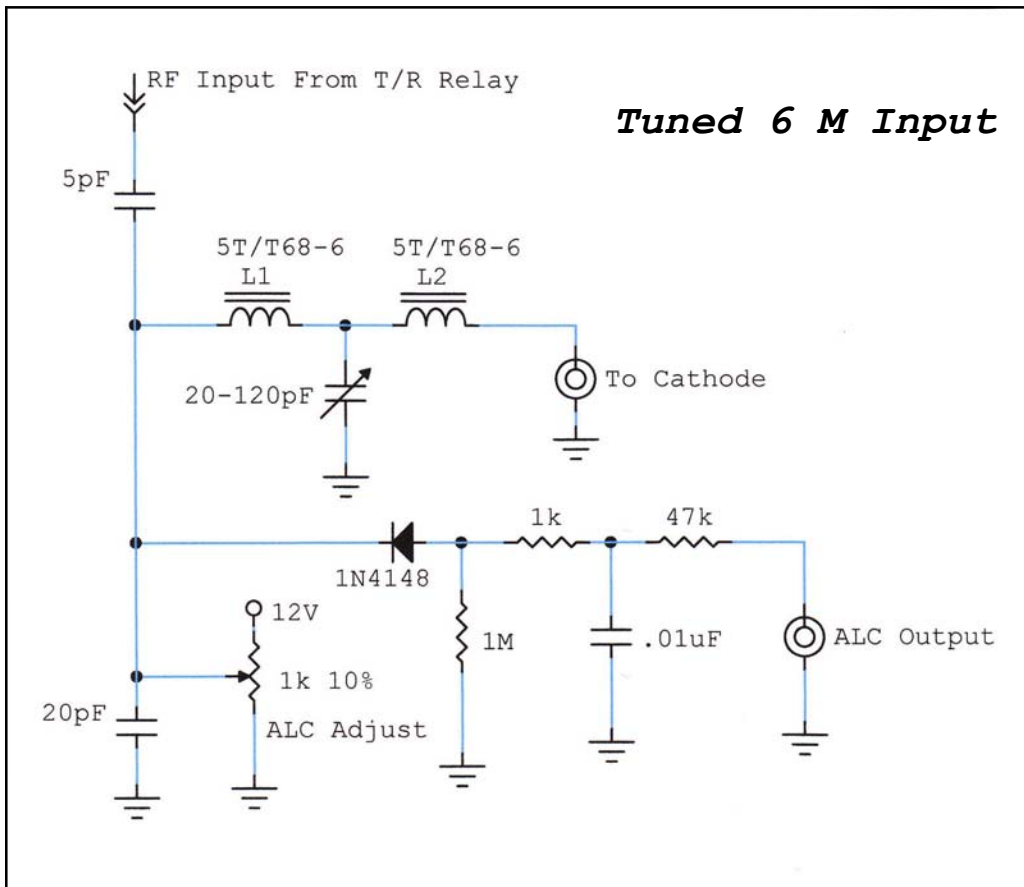 RF Input From T/R Relay
Tuned 6 M Input
5pF
5T/T68-6
L1
5T/T68-6
L2
20-120pF
To Cathode
1k
47k
1N4148
12V
1M
.01uF
ALC Output
1k 10%
20pF
ALC Adjust